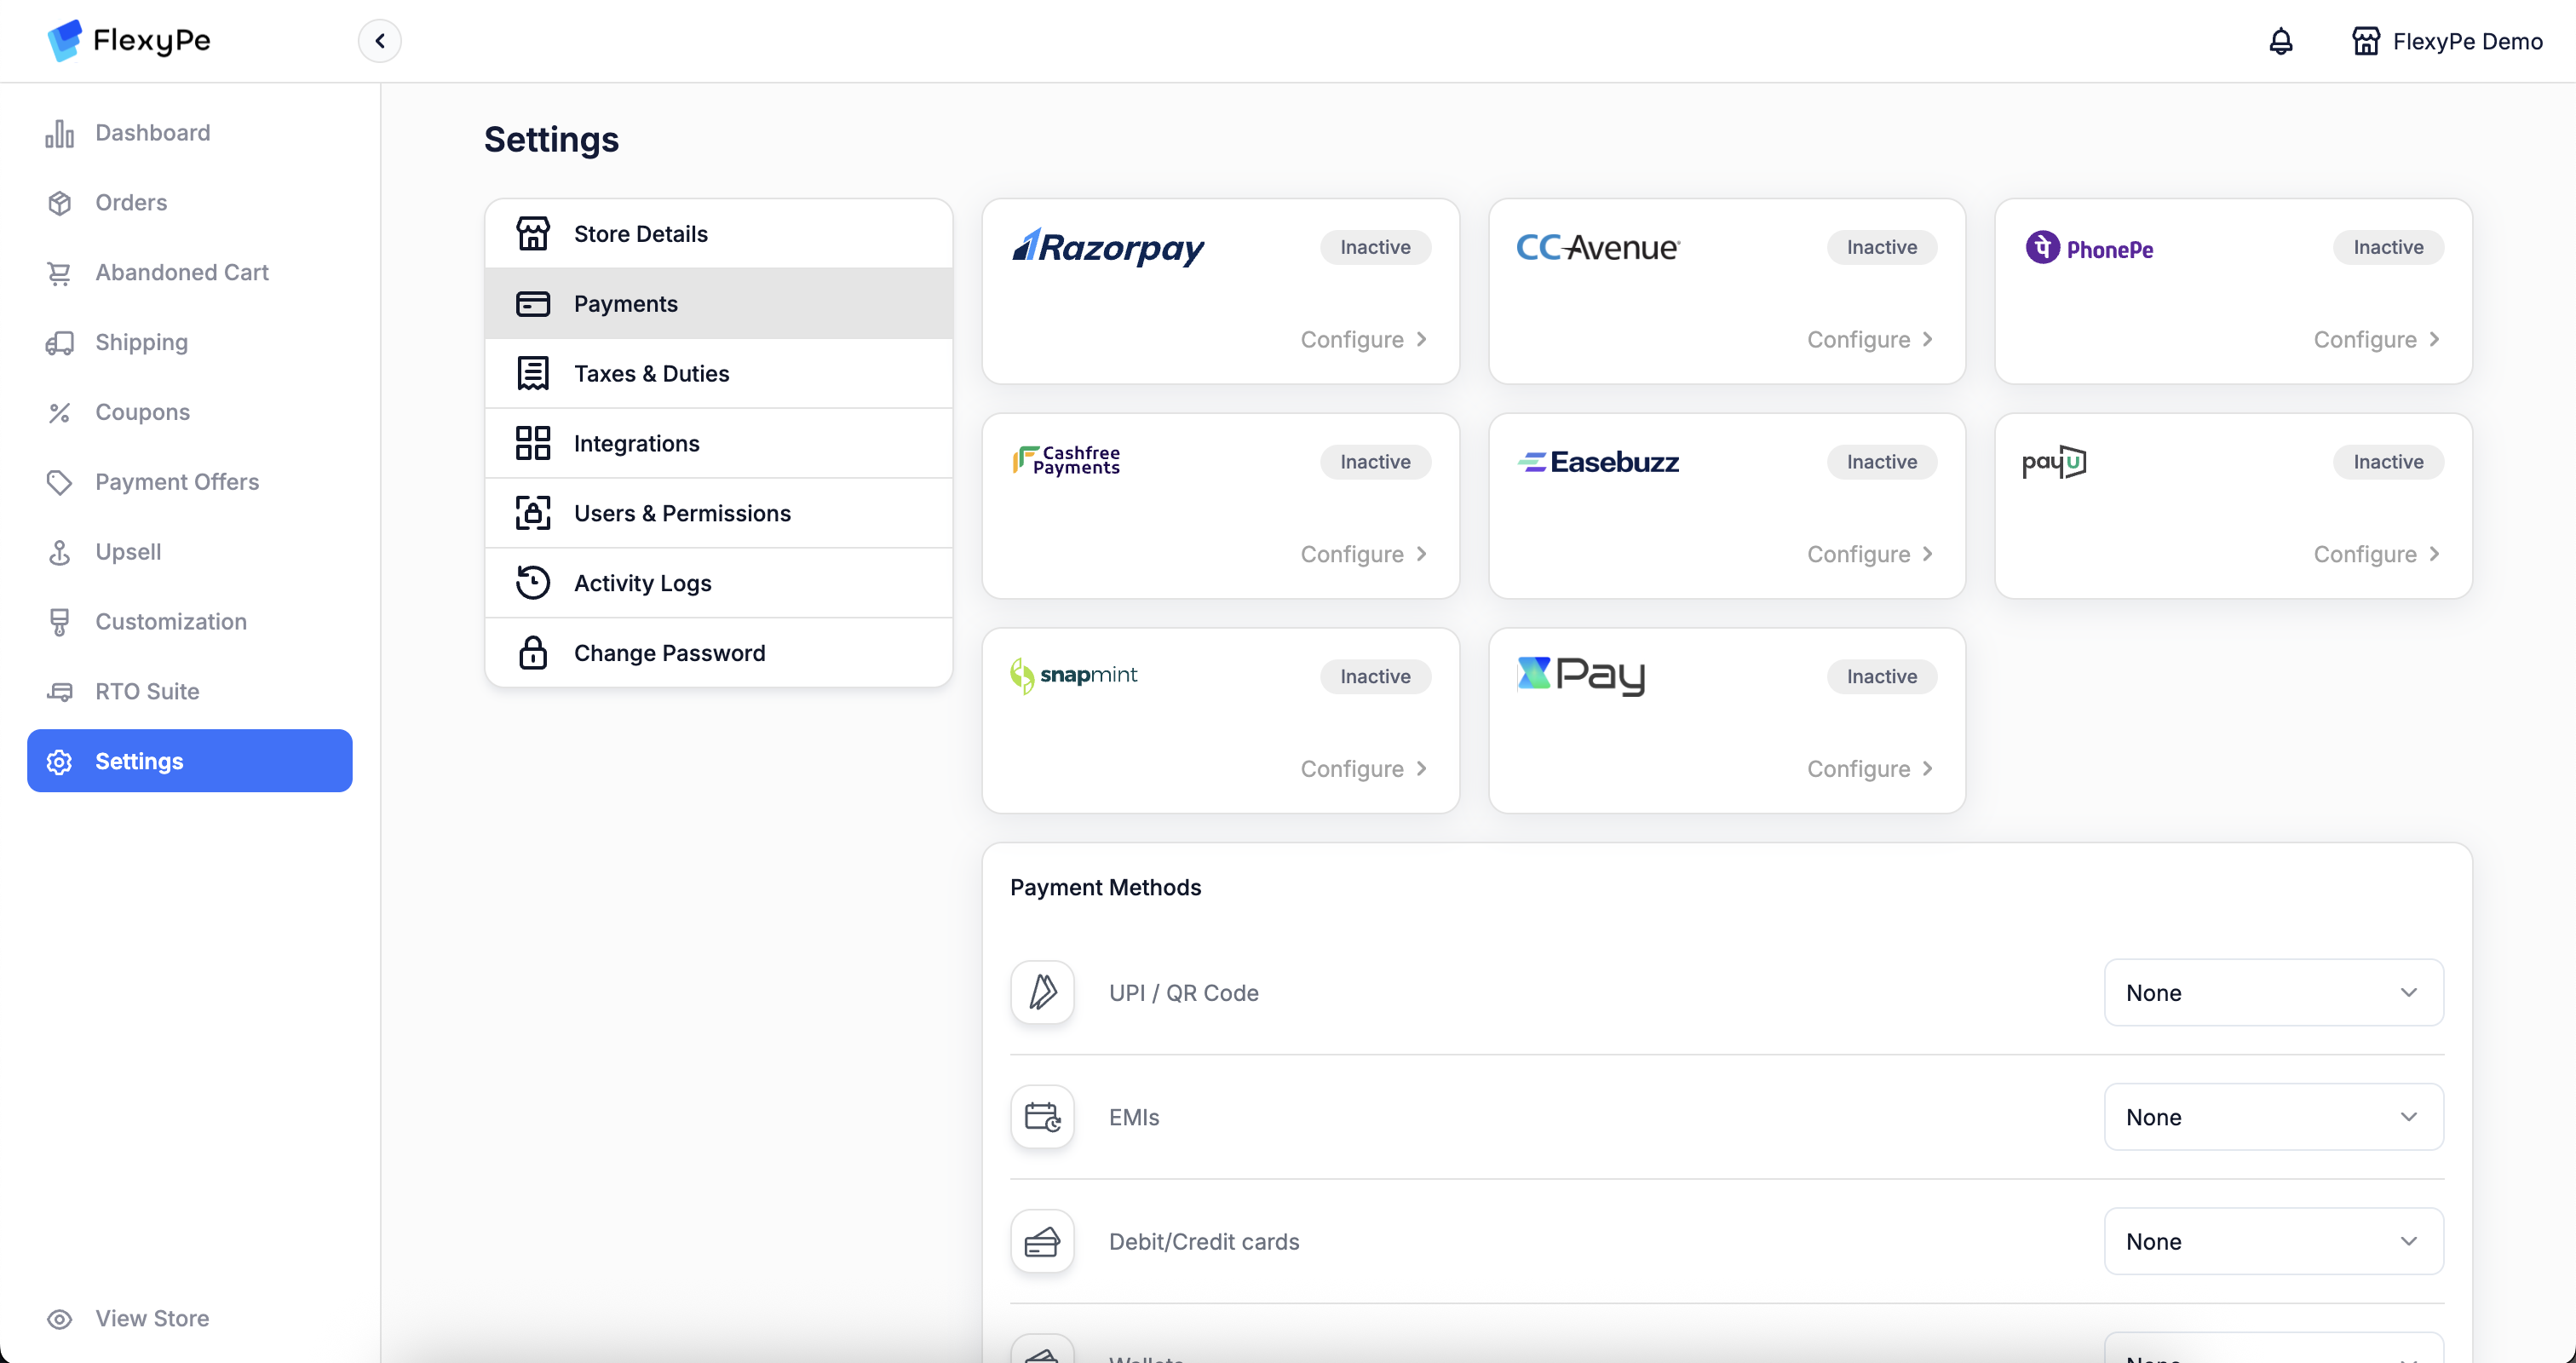 FlexyPe
FlexyPe Demo
Dashboard
Orders
Abandoned Cart
Shipping
Coupons
Payment Offers
Upsell
Customization
RTO Suite
Settings
View Store
Settings
Store Details
Payments
Taxes & Duties
Integrations
Users & Permissions
Activity Logs
Change Password
Razorpay
Inactive
Configure
CCAvenue
Inactive
Configure
पे PhonePe
Inactive
Configure
Cashfree
Payments
Inactive
Configure
Easebuzz
Inactive
Configure
payU
Inactive
Configure
snapmint
Inactive
Configure
XPay
Inactive
Configure
Payment Methods
UPI / QR Code
None
EMIs
None
Debit/Credit cards
None
Wallets
None